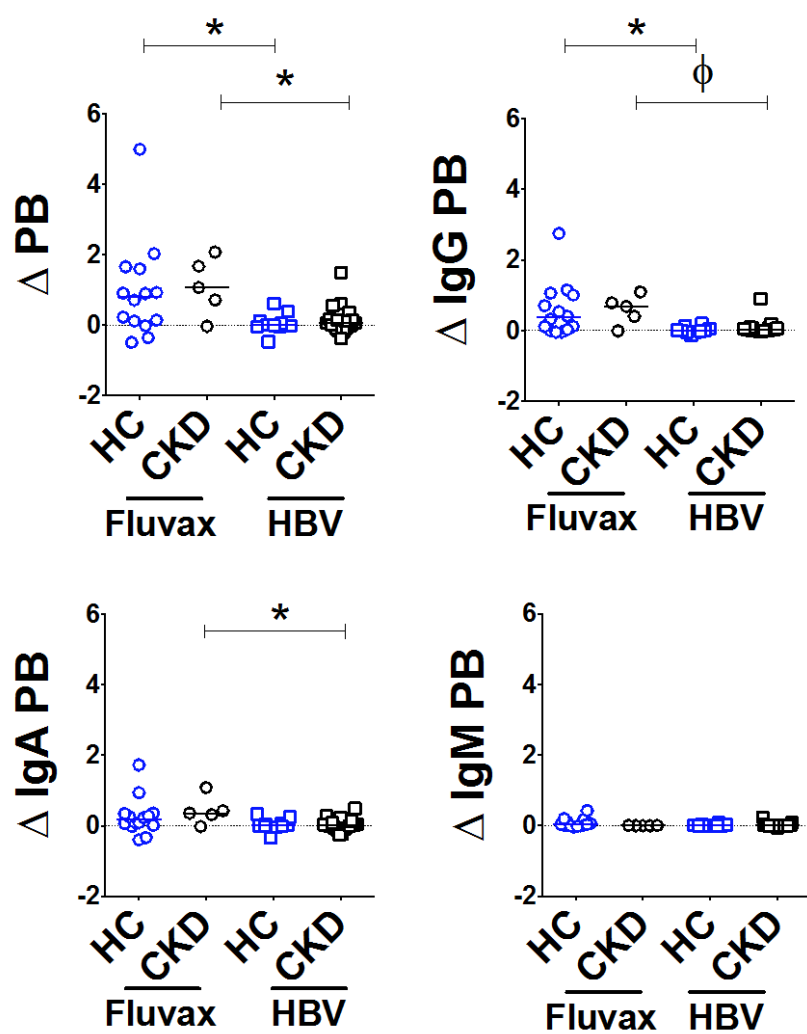 * *
* ϕ
Δ PB
6
4
2
0
-2
HC CKD HC CKD
Fluvax HBV
Δ IgG PB
6
4
2
0
-2
HC CKD HC CKD
Fluvax HBV
*
Δ IgA PB
6
4
2
0
-2
HC CKD HC CKD
Fluvax HBV
Δ IgM PB
6
4
2
0
-2
HC CKD HC CKD
Fluvax HBV